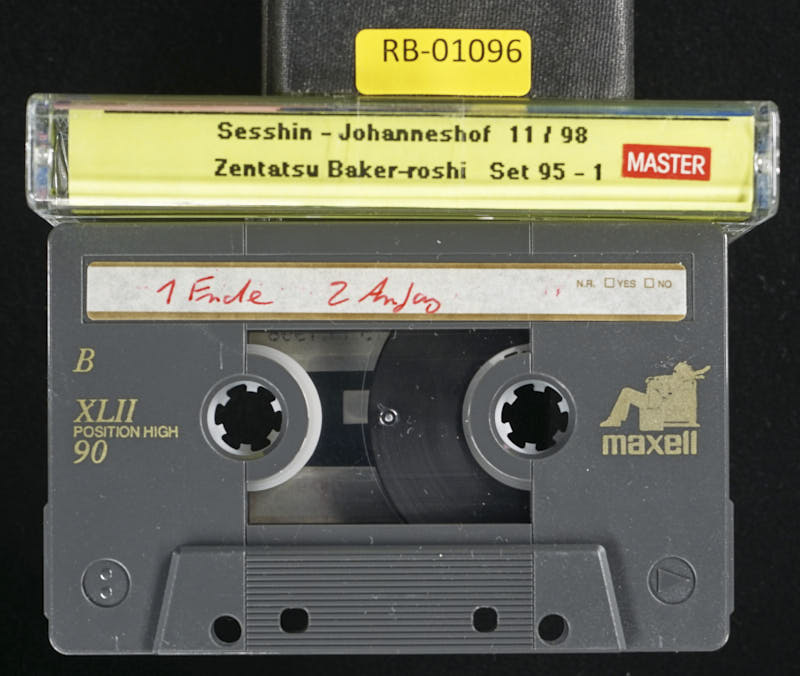 RB-01096
Sesshin - Johanneshof 11 / 98
Zentatsu Baker-roshi Set 95 - 1
MASTER
1 Ende 2 Anfang
N.R. YES NO
B
XLII
POSITION HIGH
90
maxell